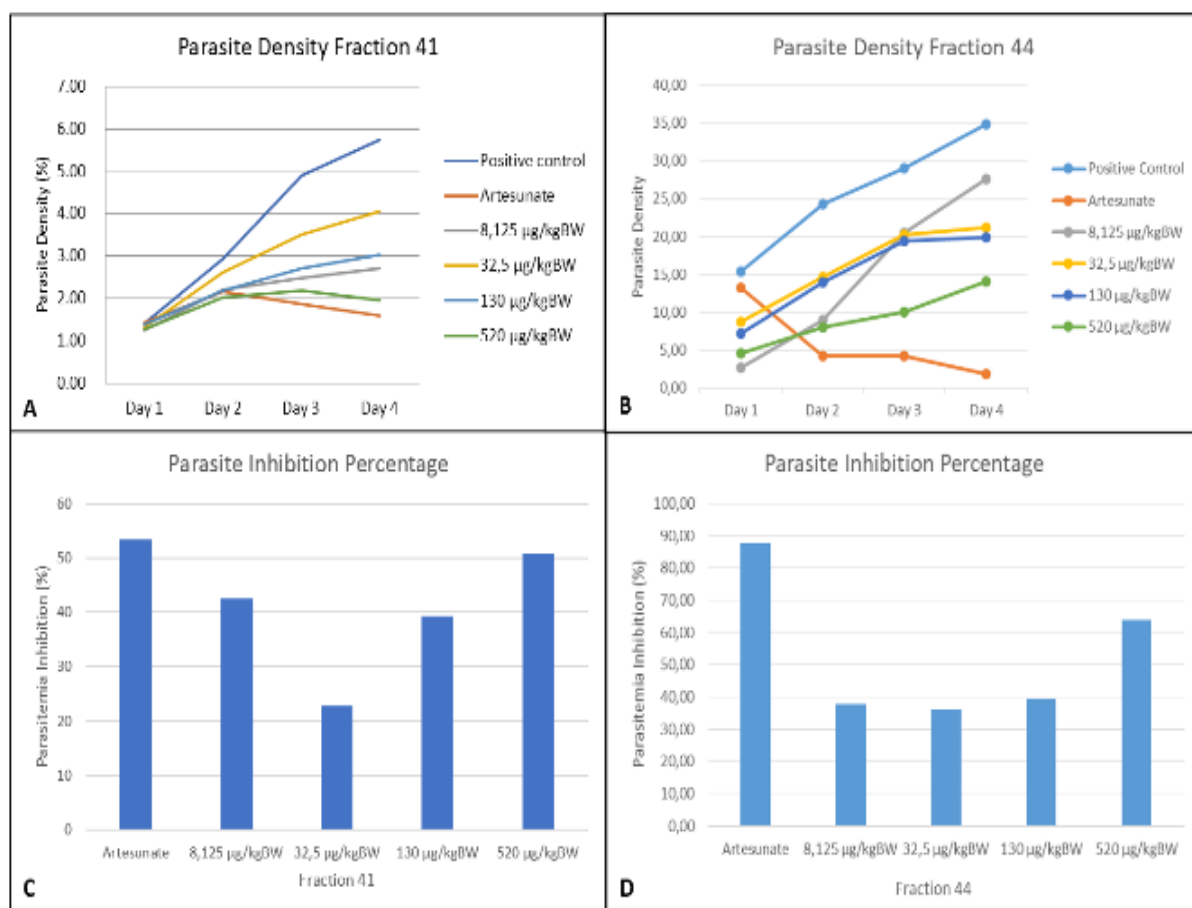 Parasite Density Fraction 41
Parasite Density (%)
7.00
6.00
5.00
4.00
3.00
2.00
1.00
0.00
Day 1 Day 2 Day 3 Day 4
Positive control
Artesunate
8,125 µg/kgBW
32,5 µg/kgBW
130 µg/kgBW
520 µg/kgBW
A
Parasite Density Fraction 44
Parasite Density
40,00
35,00
30,00
25,00
20,00
15,00
10,00
5,00
0,00
Day 1 Day 2 Day 3 Day 4
Positive Control
Artesunate
8,125 µg/kgBW
32,5 µg/kgBW
130 µg/kgBW
520 µg/kgBW
B
Parasite Inhibition Percentage
Parasitemia Inhibition (%)
60
50
40
30
20
10
0
Artesunate 8,125 µg/kgBW 32,5 µg/kgBW 130 µg/kgBW 520 µg/kgBW
Fraction 41
C
Parasite Inhibition Percentage
Parasitemia Inhibition (%)
100,00
90,00
80,00
70,00
60,00
50,00
40,00
30,00
20,00
10,00
0,00
Artesunate 8,125 µg/kgBW 32,5 µg/kgBW 130 µg/kgBW 520 µg/kgBW
Fraction 44
D